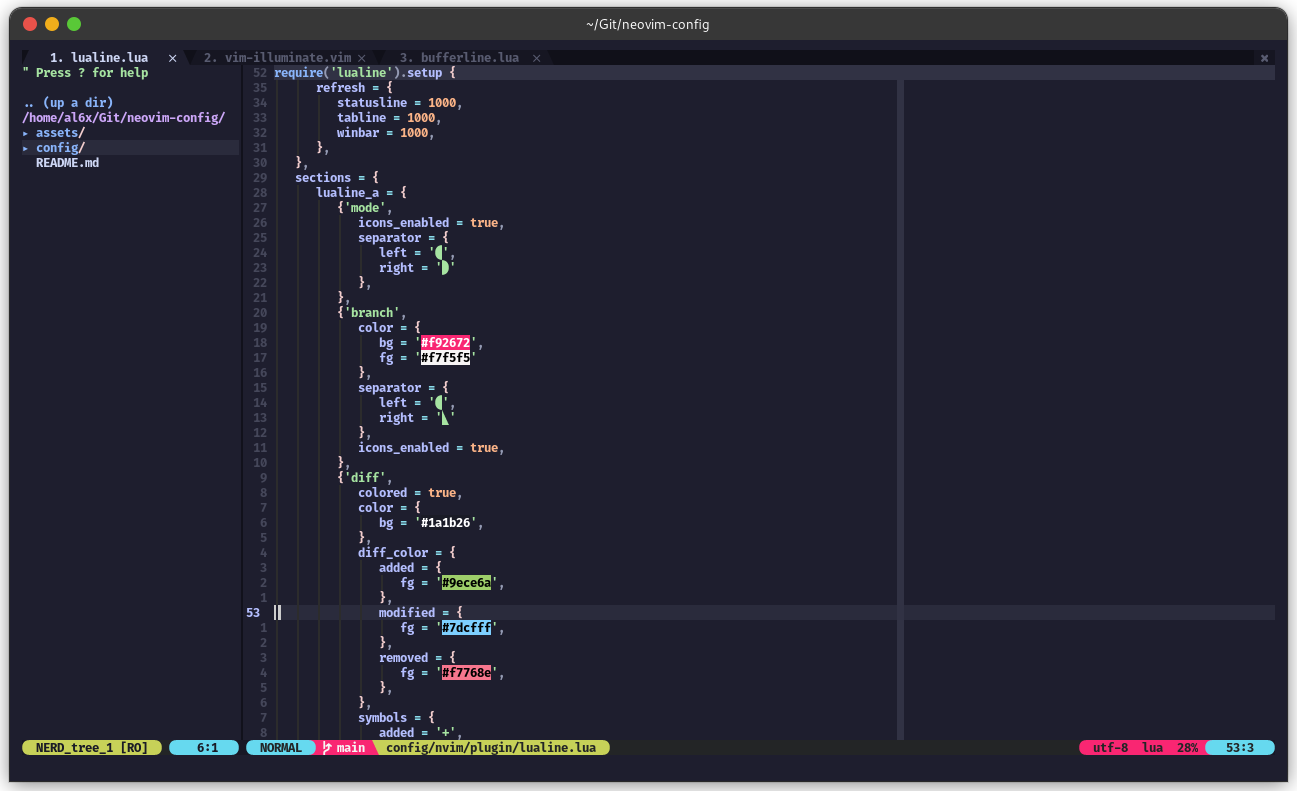 ~/Git/neovim-config
1. lualine.lua × 2. vim-illuminate.vim × 3. bufferline.lua ×
" Press ? for help
.. (up a dir)
/home/al6x/Git/neovim-config/
▸ assets/
▸ config/
README.md
52 require('lualine').setup {
35 refresh = {
34 statusline = 1000,
33 tabline = 1000,
32 winbar = 1000,
31 },
30 },
29 sections = {
28 lualine_a = {
27 {'mode',
26 icons_enabled = true,
25 separator = {
24 left = '',
23 right = ''
22 },
21 },
20 {'branch',
19 color = {
18 bg = '#f92672',
17 fg = '#f7f5f5'
16 },
15 separator = {
14 left = '',
13 right = ''
12 },
11 icons_enabled = true,
10 },
9 {'diff',
8 colored = true,
7 color = {
6 bg = '#1a1b26',
5 },
4 diff_color = {
3 added = {
2 fg = '#9ece6a',
1 },
53 modified = {
1 fg = '#7dcfff',
2 },
3 removed = {
4 fg = '#f7768e',
5 },
6 },
7 symbols = {
8 added = '+',
NERD_tree_1 [RO] 6:1 NORMAL main config/nvim/plugin/lualine.lua utf-8 lua 28% 53:3